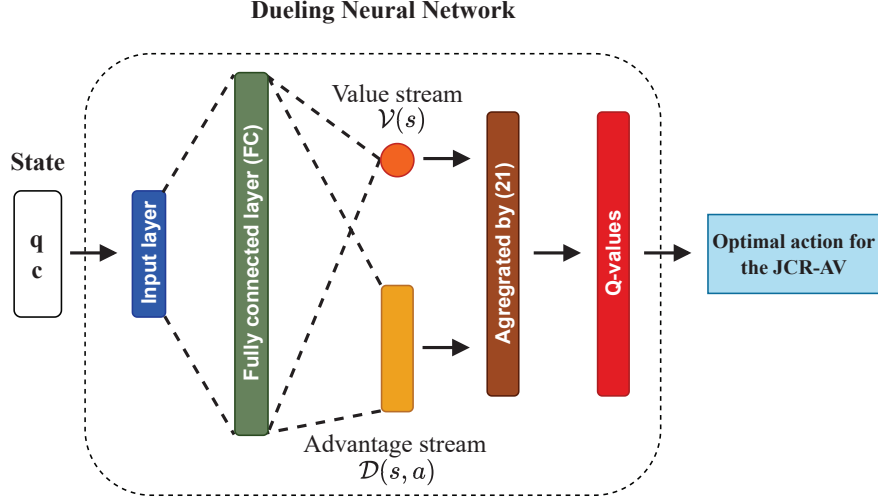 Dueling Neural Network
State
q
c
Input layer
Fully connected layer (FC)
Value stream
𝒱(s)
Advantage stream
𝒟(s, a)
Agregrated by (21)
Q-values
Optimal action for
the JCR-AV